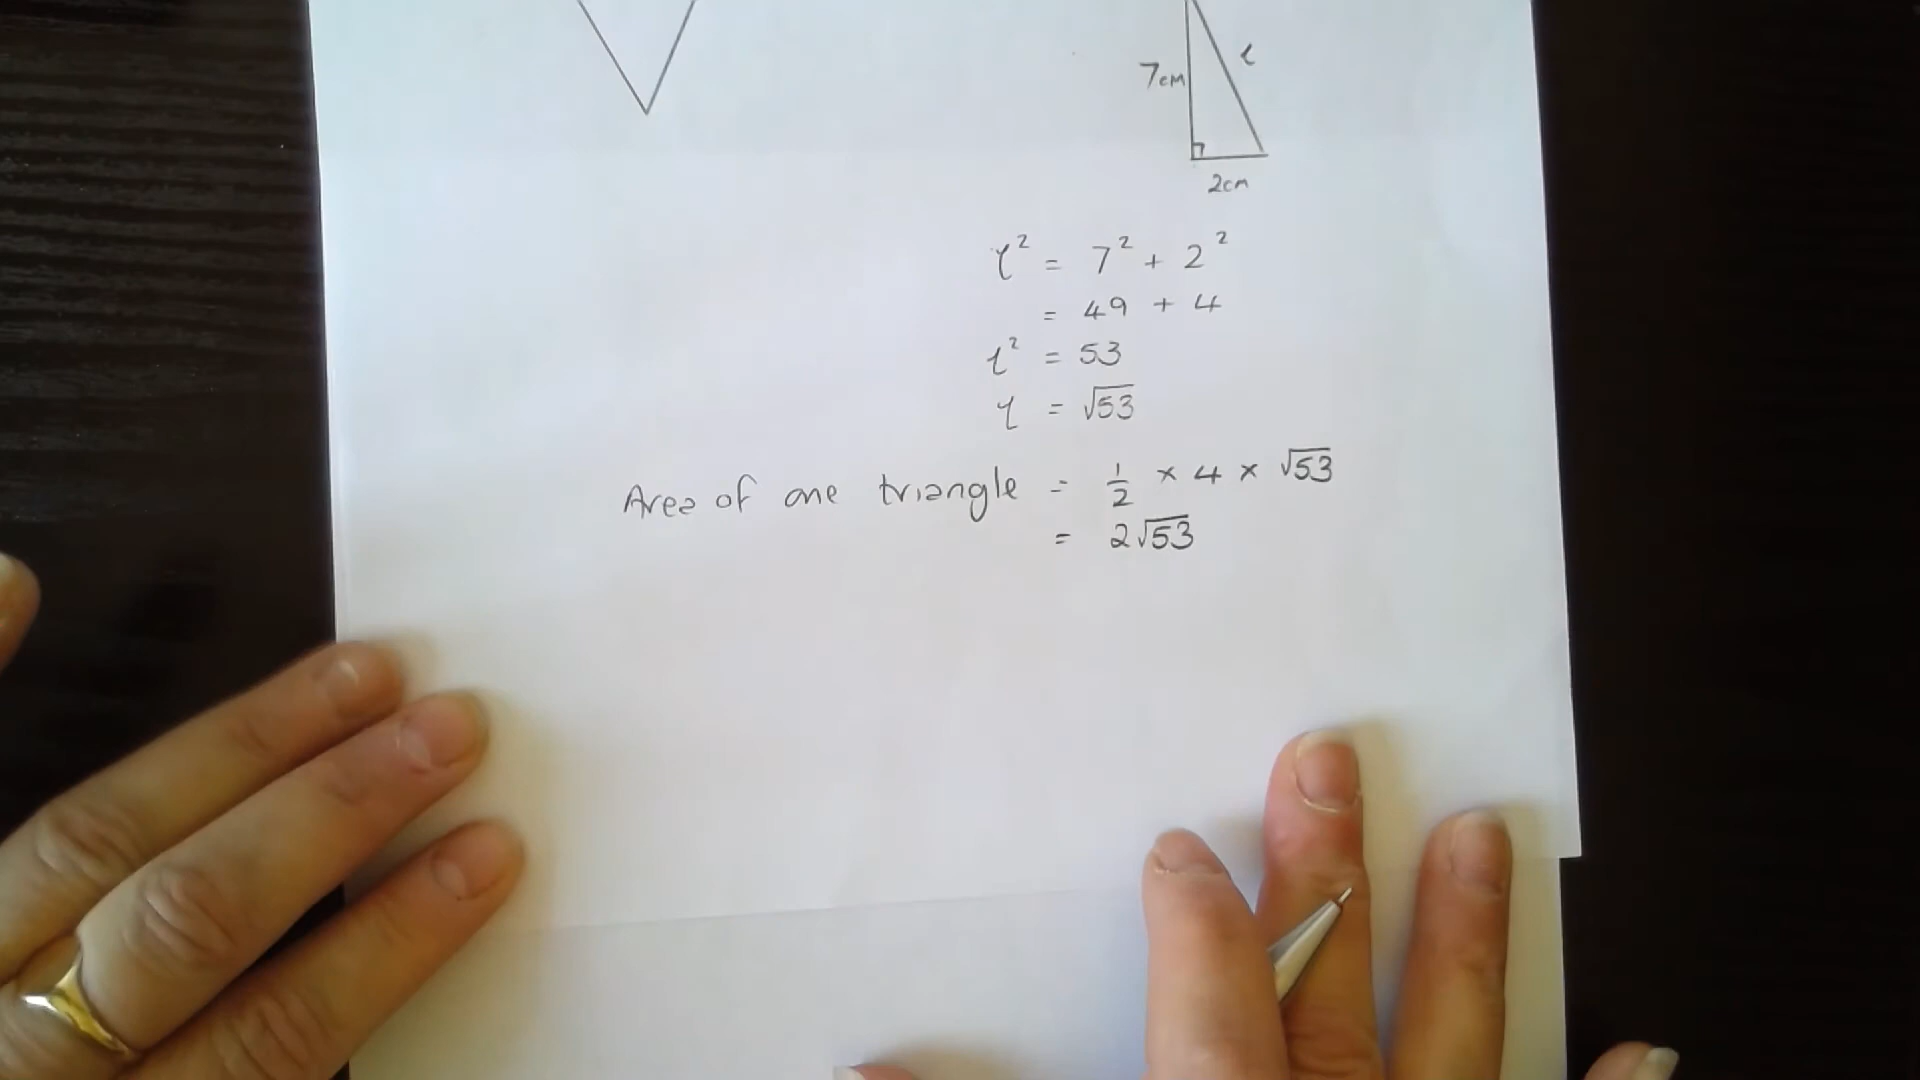 7cm
l
2cm
l² = 7² + 2²
= 49 + 4
l² = 53
l = √53
Area of one triangle = 1/2 × 4 × √53
= 2√53